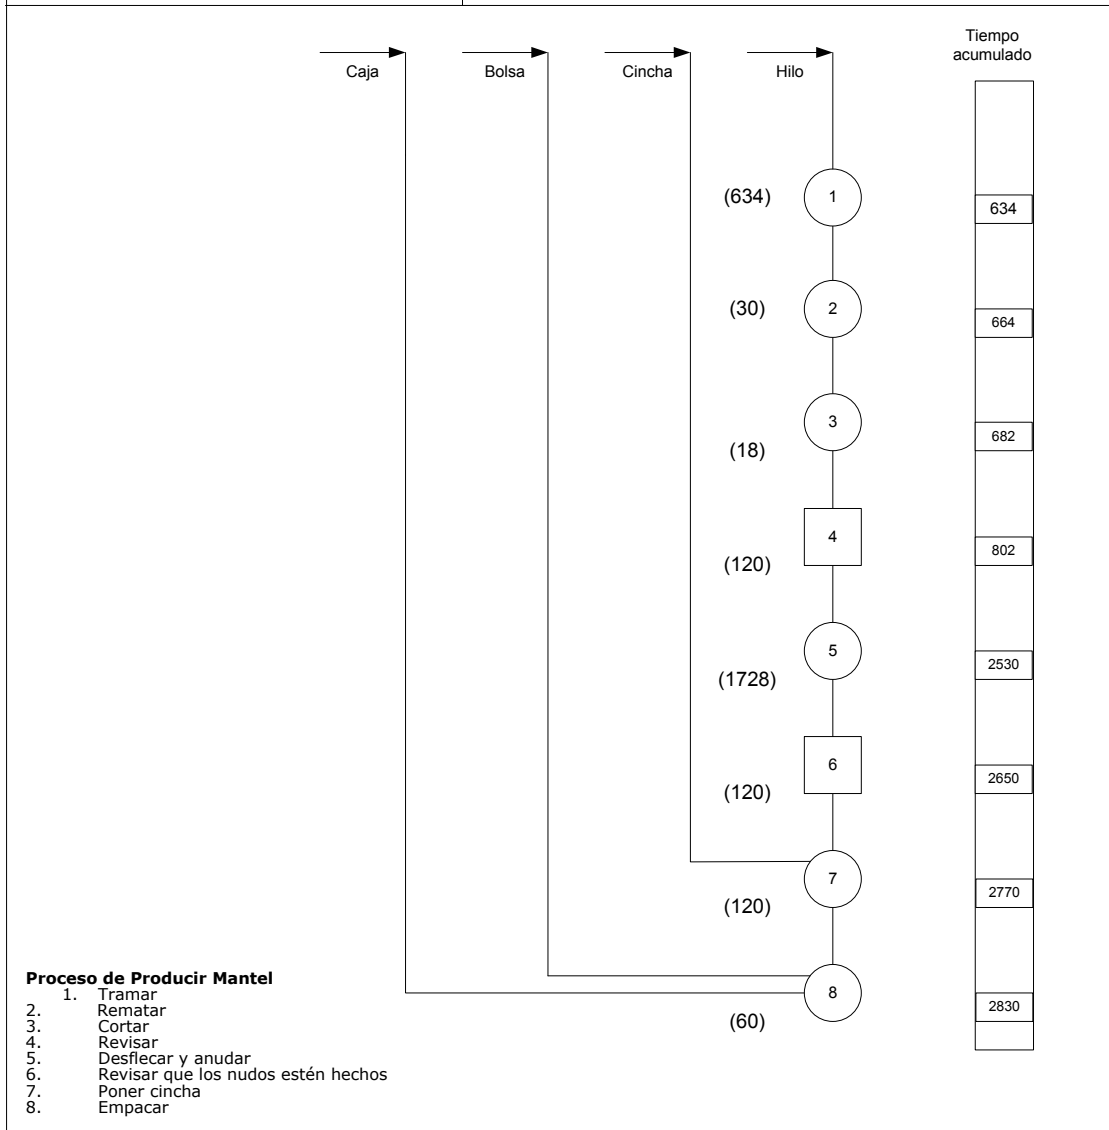 Tiempo
acumulado
Caja
Bolsa
Cincha
Hilo
(634)
1
634
(30)
2
664
3
(18)
682
4
(120)
802
5
(1728)
2530
6
(120)
2650
7
(120)
2770
8
(60)
2830
Proceso de Producir Mantel
1. Tramar
2. Rematar
3. Cortar
4. Revisar
5. Desflecar y anudar
6. Revisar que los nudos estén hechos
7. Poner cincha
8. Empacar